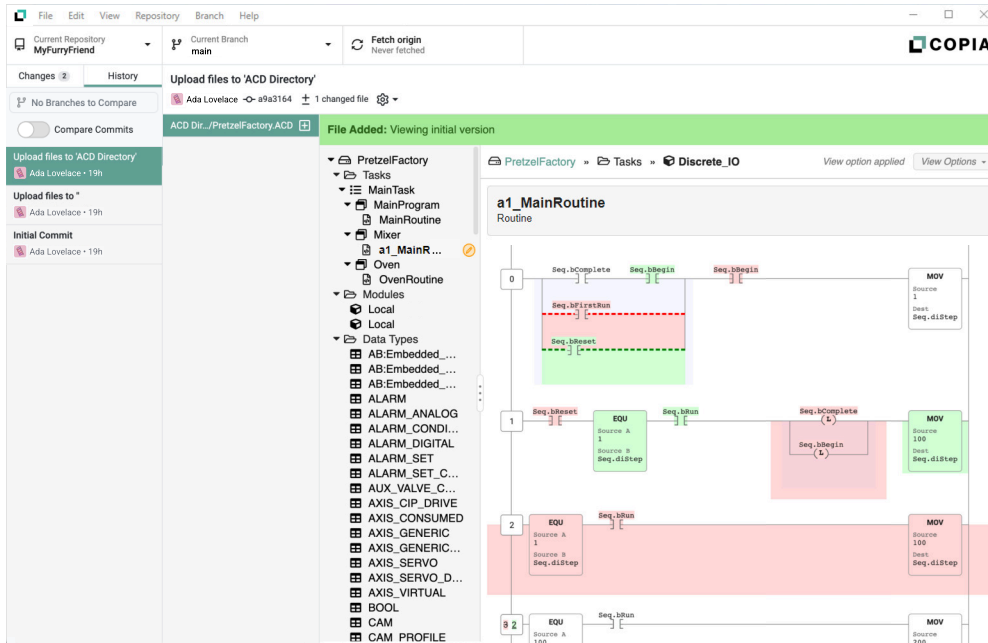 File Edit View Repository Branch Help
Current Repository
MyFurryFriend
Current Branch
main
Fetch origin
Never fetched
COPIA
Changes 2 History
No Branches to Compare
Compare Commits
Upload files to 'ACD Directory'
Ada Lovelace • 19h
Upload files to ''
Ada Lovelace • 19h
Initial Commit
Ada Lovelace • 19h
Upload files to 'ACD Directory'
Ada Lovelace a9a3164 1 changed file
ACD Dir.../PretzelFactory.ACD
File Added: Viewing initial version
PretzelFactory
Tasks
MainTask
MainProgram
MainRoutine
Mixer
a1_MainR...
Oven
OvenRoutine
Modules
Local
Local
Data Types
AB:Embedded_...
AB:Embedded_...
AB:Embedded_...
ALARM
ALARM_ANALOG
ALARM_CONDI...
ALARM_DIGITAL
ALARM_SET
ALARM_SET_C...
AUX_VALVE_C...
AXIS_CIP_DRIVE
AXIS_CONSUMED
AXIS_GENERIC
AXIS_GENERIC...
AXIS_SERVO
AXIS_SERVO_D...
AXIS_VIRTUAL
BOOL
CAM
CAM_PROFILE
PretzelFactory » Tasks » Discrete_IO
View option applied View Options
a1_MainRoutine
Routine
0
Seq.bComplete Seq.bBegin Seq.bBegin
Seq.bFirstRun
Seq.bReset
MOV
Source
1
Dest
Seq.diStep
1
Seq.bReset
EQU
Source A
1
Source B
Seq.diStep
Seq.bRun
Seq.bComplete
L
Seq.bBegin
L
MOV
Source
100
Dest
Seq.diStep
2
EQU
Source A
1
Source B
Seq.diStep
Seq.bRun
MOV
Source
100
Dest
Seq.diStep
3 2
EQU
Source A
100
Seq.bRun
MOV
Source
200